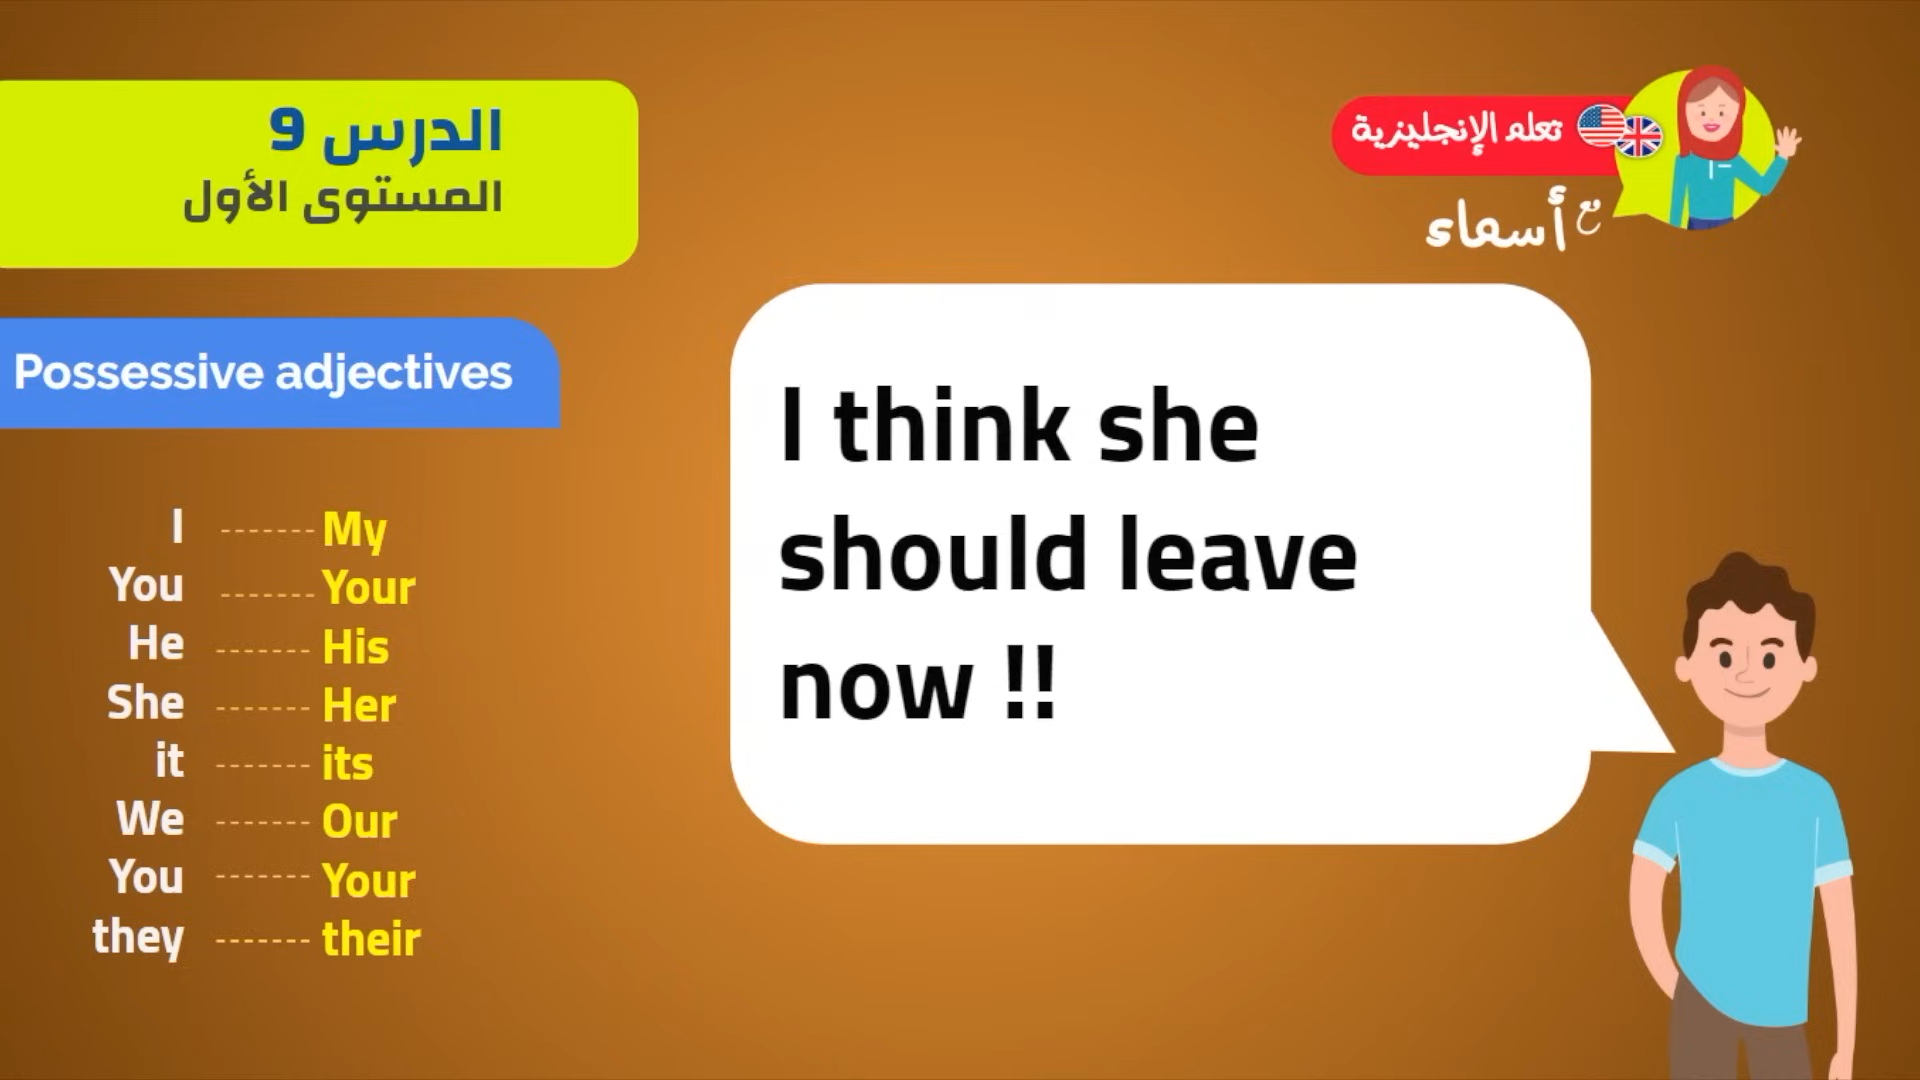 الدرس 9
المستوى الأول
تعلم الإنجليزية
مع أسماء
Possessive adjectives
I ------- My
You ------- Your
He ------- His
She ------- Her
it ------- its
We ------- Our
You ------- Your
they ------- their
I think she
should leave
now !!